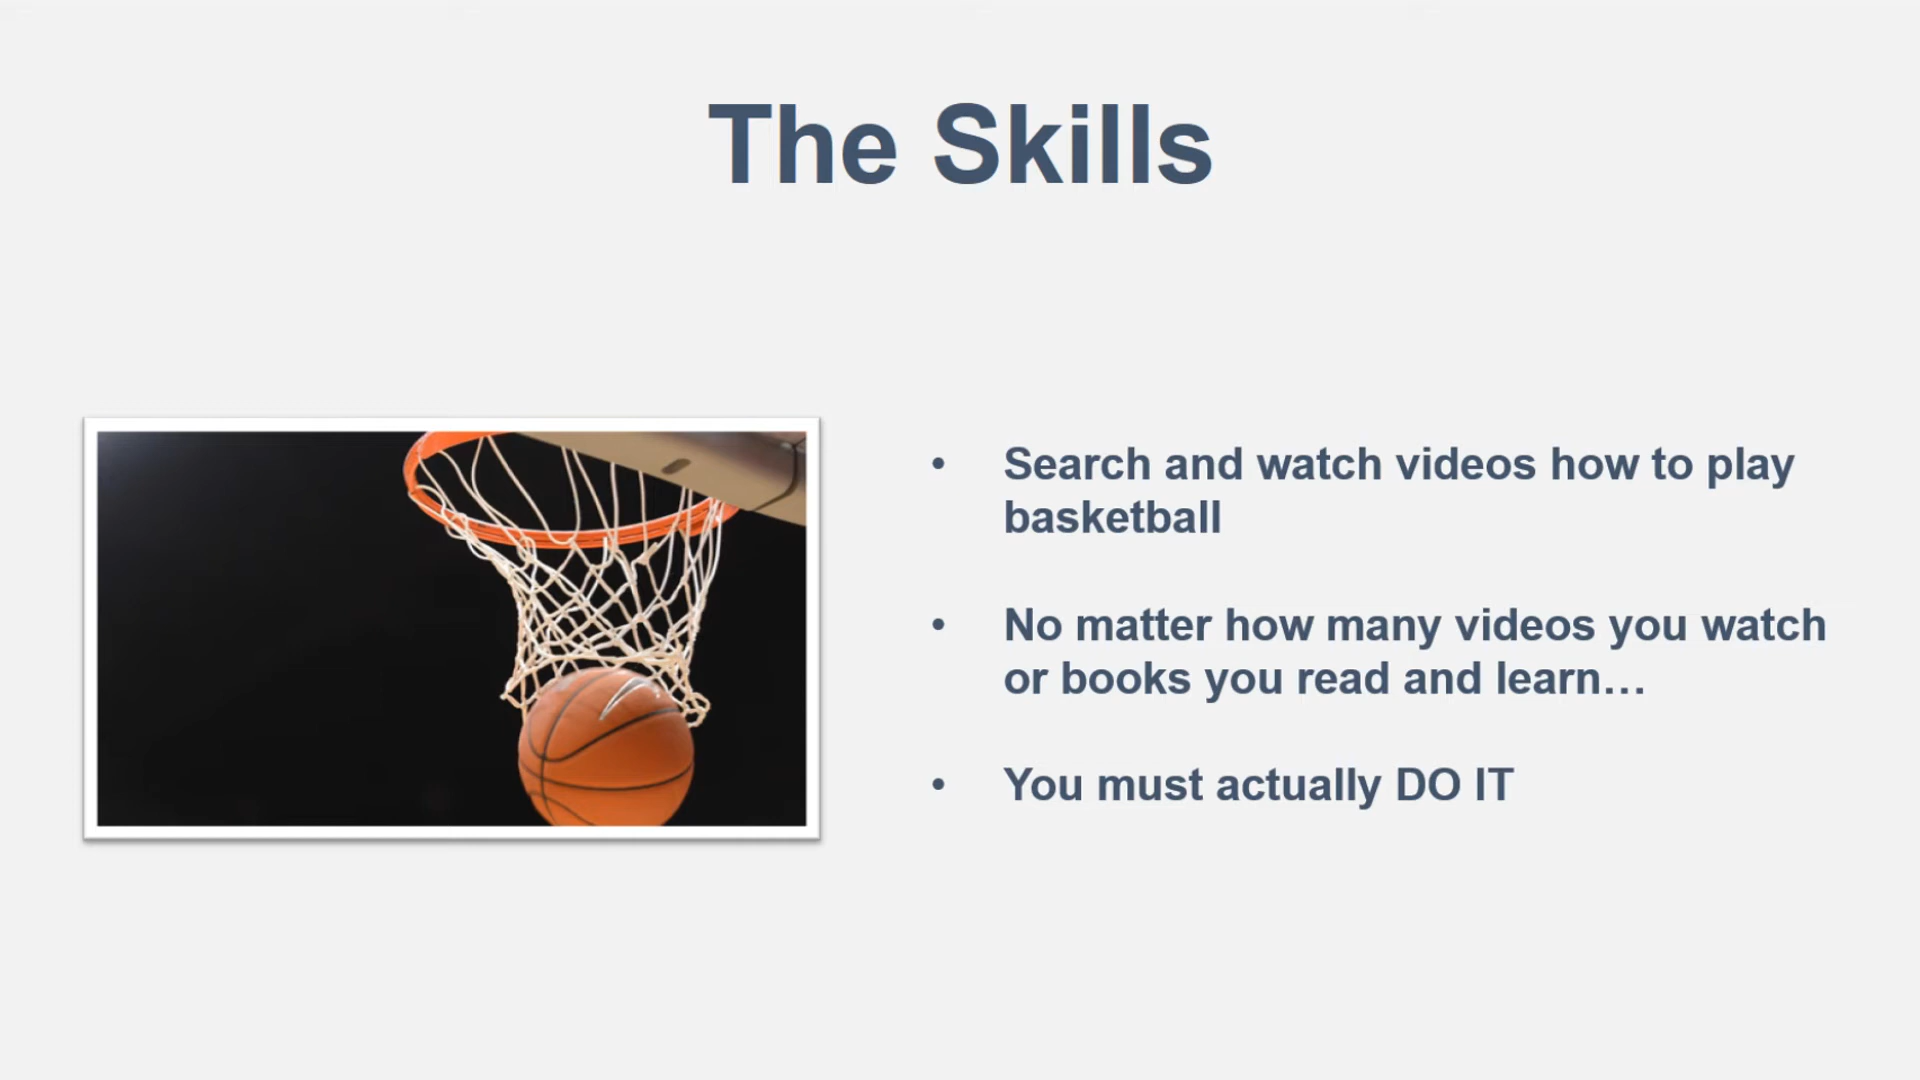 The Skills
• Search and watch videos how to play
basketball
• No matter how many videos you watch
or books you read and learn…
• You must actually DO IT